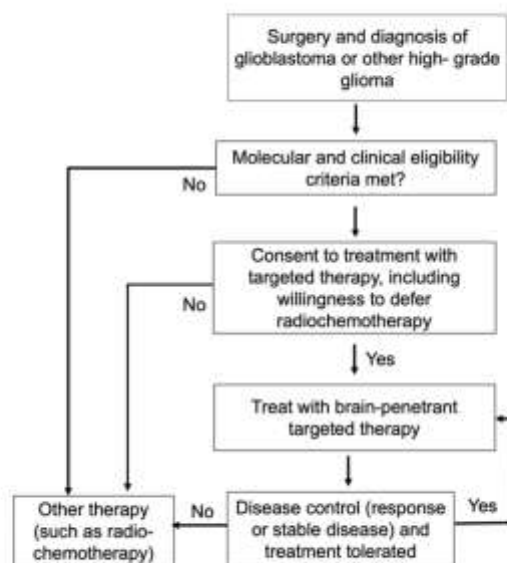 Surgery and diagnosis of
glioblastoma or other high- grade
glioma
Molecular and clinical eligibility
criteria met?
No
Consent to treatment with
targeted therapy, including
willingness to defer
radiochemotherapy
No
Yes
Treat with brain-penetrant
targeted therapy
Other therapy
(such as radio-
chemotherapy)
No
Disease control (response
or stable disease) and
treatment tolerated
Yes